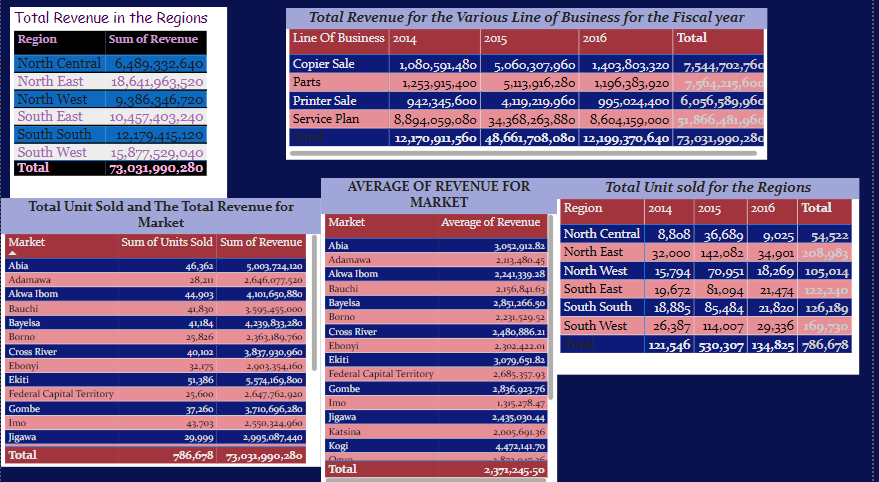 Total Revenue in the Regions
Region Sum of Revenue
North Central 6,489,332,640
North East 18,641,963,520
North West 9,386,346,720
South East 10,457,403,240
South South 12,179,415,120
South West 15,877,529,040
Total 73,031,990,280
Total Revenue for the Various Line of Business for the Fiscal year
Line Of Business 2014 2015 2016 Total
Copier Sale 1,080,591,480 5,060,307,960 1,403,803,320 7,544,702,760
Parts 1,253,915,400 5,113,916,280 1,196,383,920 7,564,215,600
Printer Sale 942,345,600 4,119,219,960 995,024,400 6,056,589,960
Service Plan 8,894,059,080 34,368,263,880 8,604,159,000 51,866,481,960
Total 12,170,911,560 48,661,708,080 12,199,370,640 73,031,990,280
Total Unit Sold and The Total Revenue for
Market
Market Sum of Units Sold Sum of Revenue
Abia 46,362 5,003,724,120
Adamawa 28,211 2,646,077,520
Akwa Ibom 44,903 4,101,650,880
Bauchi 41,830 3,595,455,000
Bayelsa 41,184 4,239,833,280
Borno 25,826 2,363,189,760
Cross River 40,102 3,837,930,960
Ebonyi 32,175 2,903,354,160
Ekiti 51,386 5,574,169,800
Federal Capital Territory 25,600 2,647,762,920
Gombe 37,260 3,710,696,280
Imo 43,703 2,550,324,960
Jigawa 29,999 2,995,087,440
Total 786,678 73,031,990,280
AVERAGE OF REVENUE FOR
MARKET
Market Average of Revenue
Abia 3,052,912.82
Adamawa 2,113,480.45
Akwa Ibom 2,241,339.28
Bauchi 2,156,841.63
Bayelsa 2,851,266.50
Borno 2,231,529.52
Cross River 2,480,886.21
Ebonyi 2,302,422.01
Ekiti 3,079,651.82
Federal Capital Territory 2,685,357.93
Gombe 2,836,923.76
Imo 1,315,278.47
Jigawa 2,435,030.44
Katsina 2,005,691.36
Kogi 4,472,141.70
Total 2,371,245.50
Total Unit sold for the Regions
Region 2014 2015 2016 Total
North Central 8,808 36,689 9,025 54,522
North East 32,000 142,082 34,901 208,983
North West 15,794 70,951 18,269 105,014
South East 19,672 81,094 21,474 122,240
South South 18,885 85,484 21,820 126,189
South West 26,387 114,007 29,336 169,730
Total 121,546 530,307 134,825 786,678